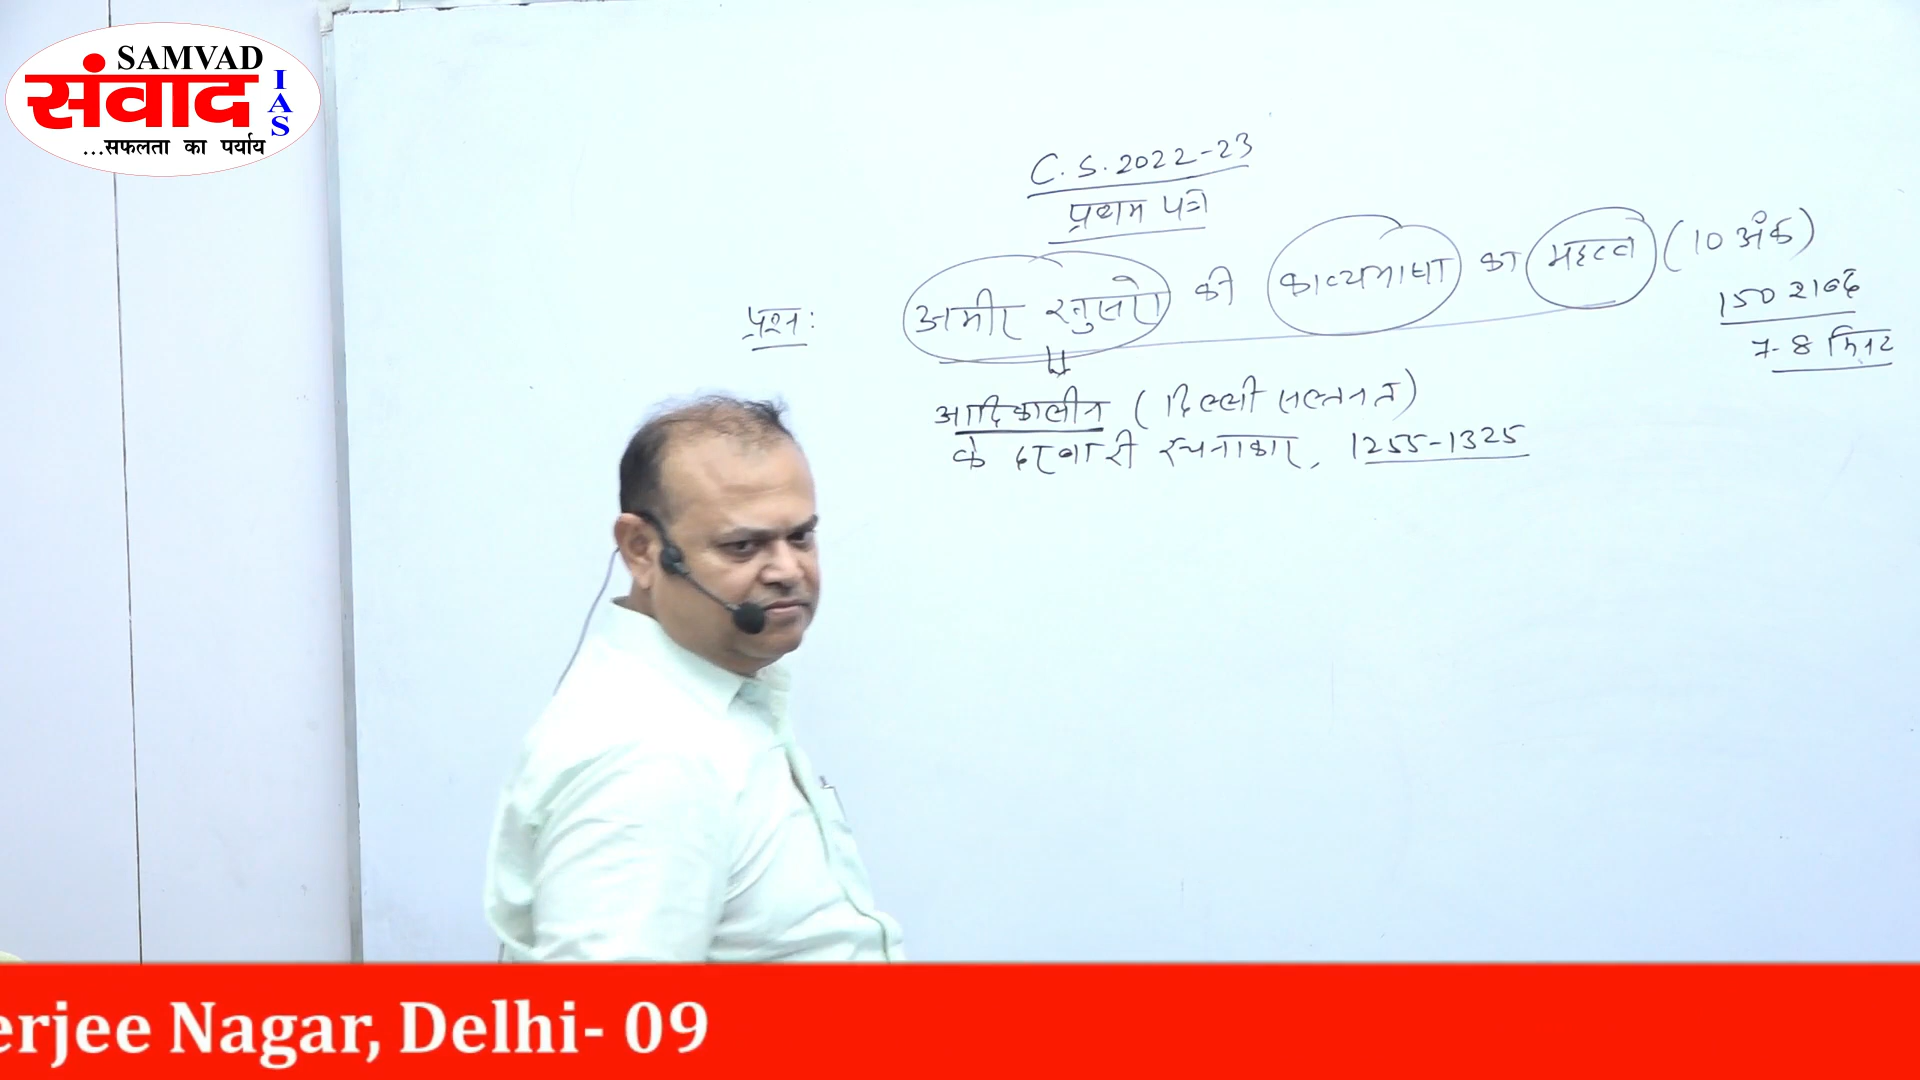 SAMVAD
संवाद
IAS
...सफलता का पर्याय
C.S.2022-23
प्रथम पत्र
प्रश्न: अमीर खुसरो की काव्यभाषा का महत्व (10 अंक)
150 शब्द
7-8 मिनट
आदिकालीन (दिल्ली सल्तनत)
के दरबारी रचनाकार, 1255-1325
erjee Nagar, Delhi- 09